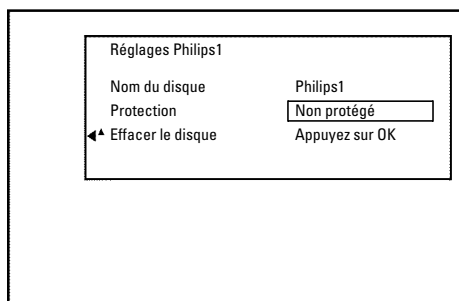 Réglages Philips1
Nom du disque Philips1
Protection Non protégé
Effacer le disque Appuyez sur OK